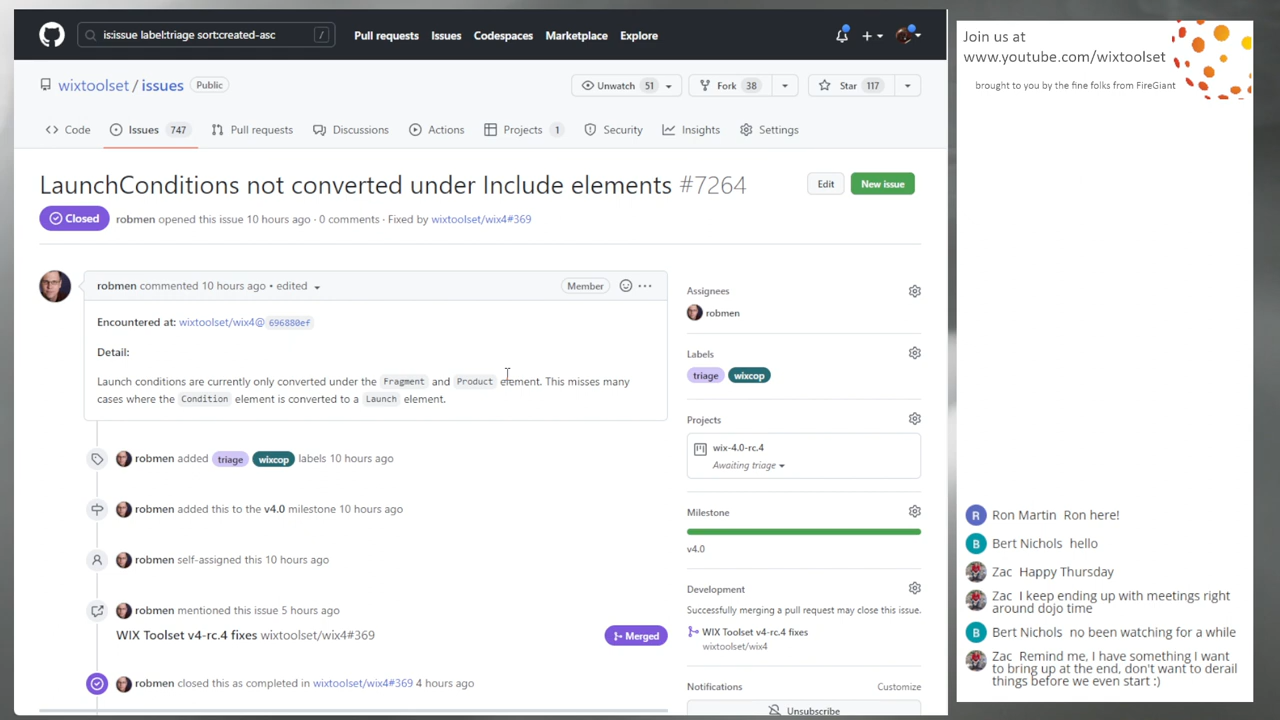 is:issue label:triage sort:created-asc
/
Pull requests
Issues
Codespaces
Marketplace
Explore
wixtoolset / issues
Public
Unwatch 51
Fork 38
Star 117
Code
Issues 747
Pull requests
Discussions
Actions
Projects 1
Security
Insights
Settings
LaunchConditions not converted under Include elements #7264
Edit
New issue
Closed
robmen opened this issue 10 hours ago · 0 comments · Fixed by wixtoolset/wix4#369
robmen commented 10 hours ago • edited
Member
Encountered at: wixtoolset/wix4@ 696880ef
Detail:
Launch conditions are currently only converted under the Fragment and Product element. This misses many
cases where the Condition element is converted to a Launch element.
robmen added triage wixcop labels 10 hours ago
robmen added this to the v4.0 milestone 10 hours ago
robmen self-assigned this 10 hours ago
robmen mentioned this issue 5 hours ago
WIX Toolset v4-rc.4 fixes wixtoolset/wix4#369
Merged
robmen closed this as completed in wixtoolset/wix4#369 4 hours ago
Assignees
robmen
Labels
triage wixcop
Projects
wix-4.0-rc.4
Awaiting triage
Milestone
v4.0
Development
Successfully merging a pull request may close this issue.
WIX Toolset v4-rc.4 fixes
wixtoolset/wix4
Notifications
Customize
Unsubscribe
Join us at
www.youtube.com/wixtoolset
brought to you by the fine folks from FireGiant
R Ron Martin Ron here!
B Bert Nichols hello
Zac Happy Thursday
Zac I keep ending up with meetings right
around dojo time
B Bert Nichols no been watching for a while
Zac Remind me, I have something I want
to bring up at the end, don't want to derail
things before we even start :)